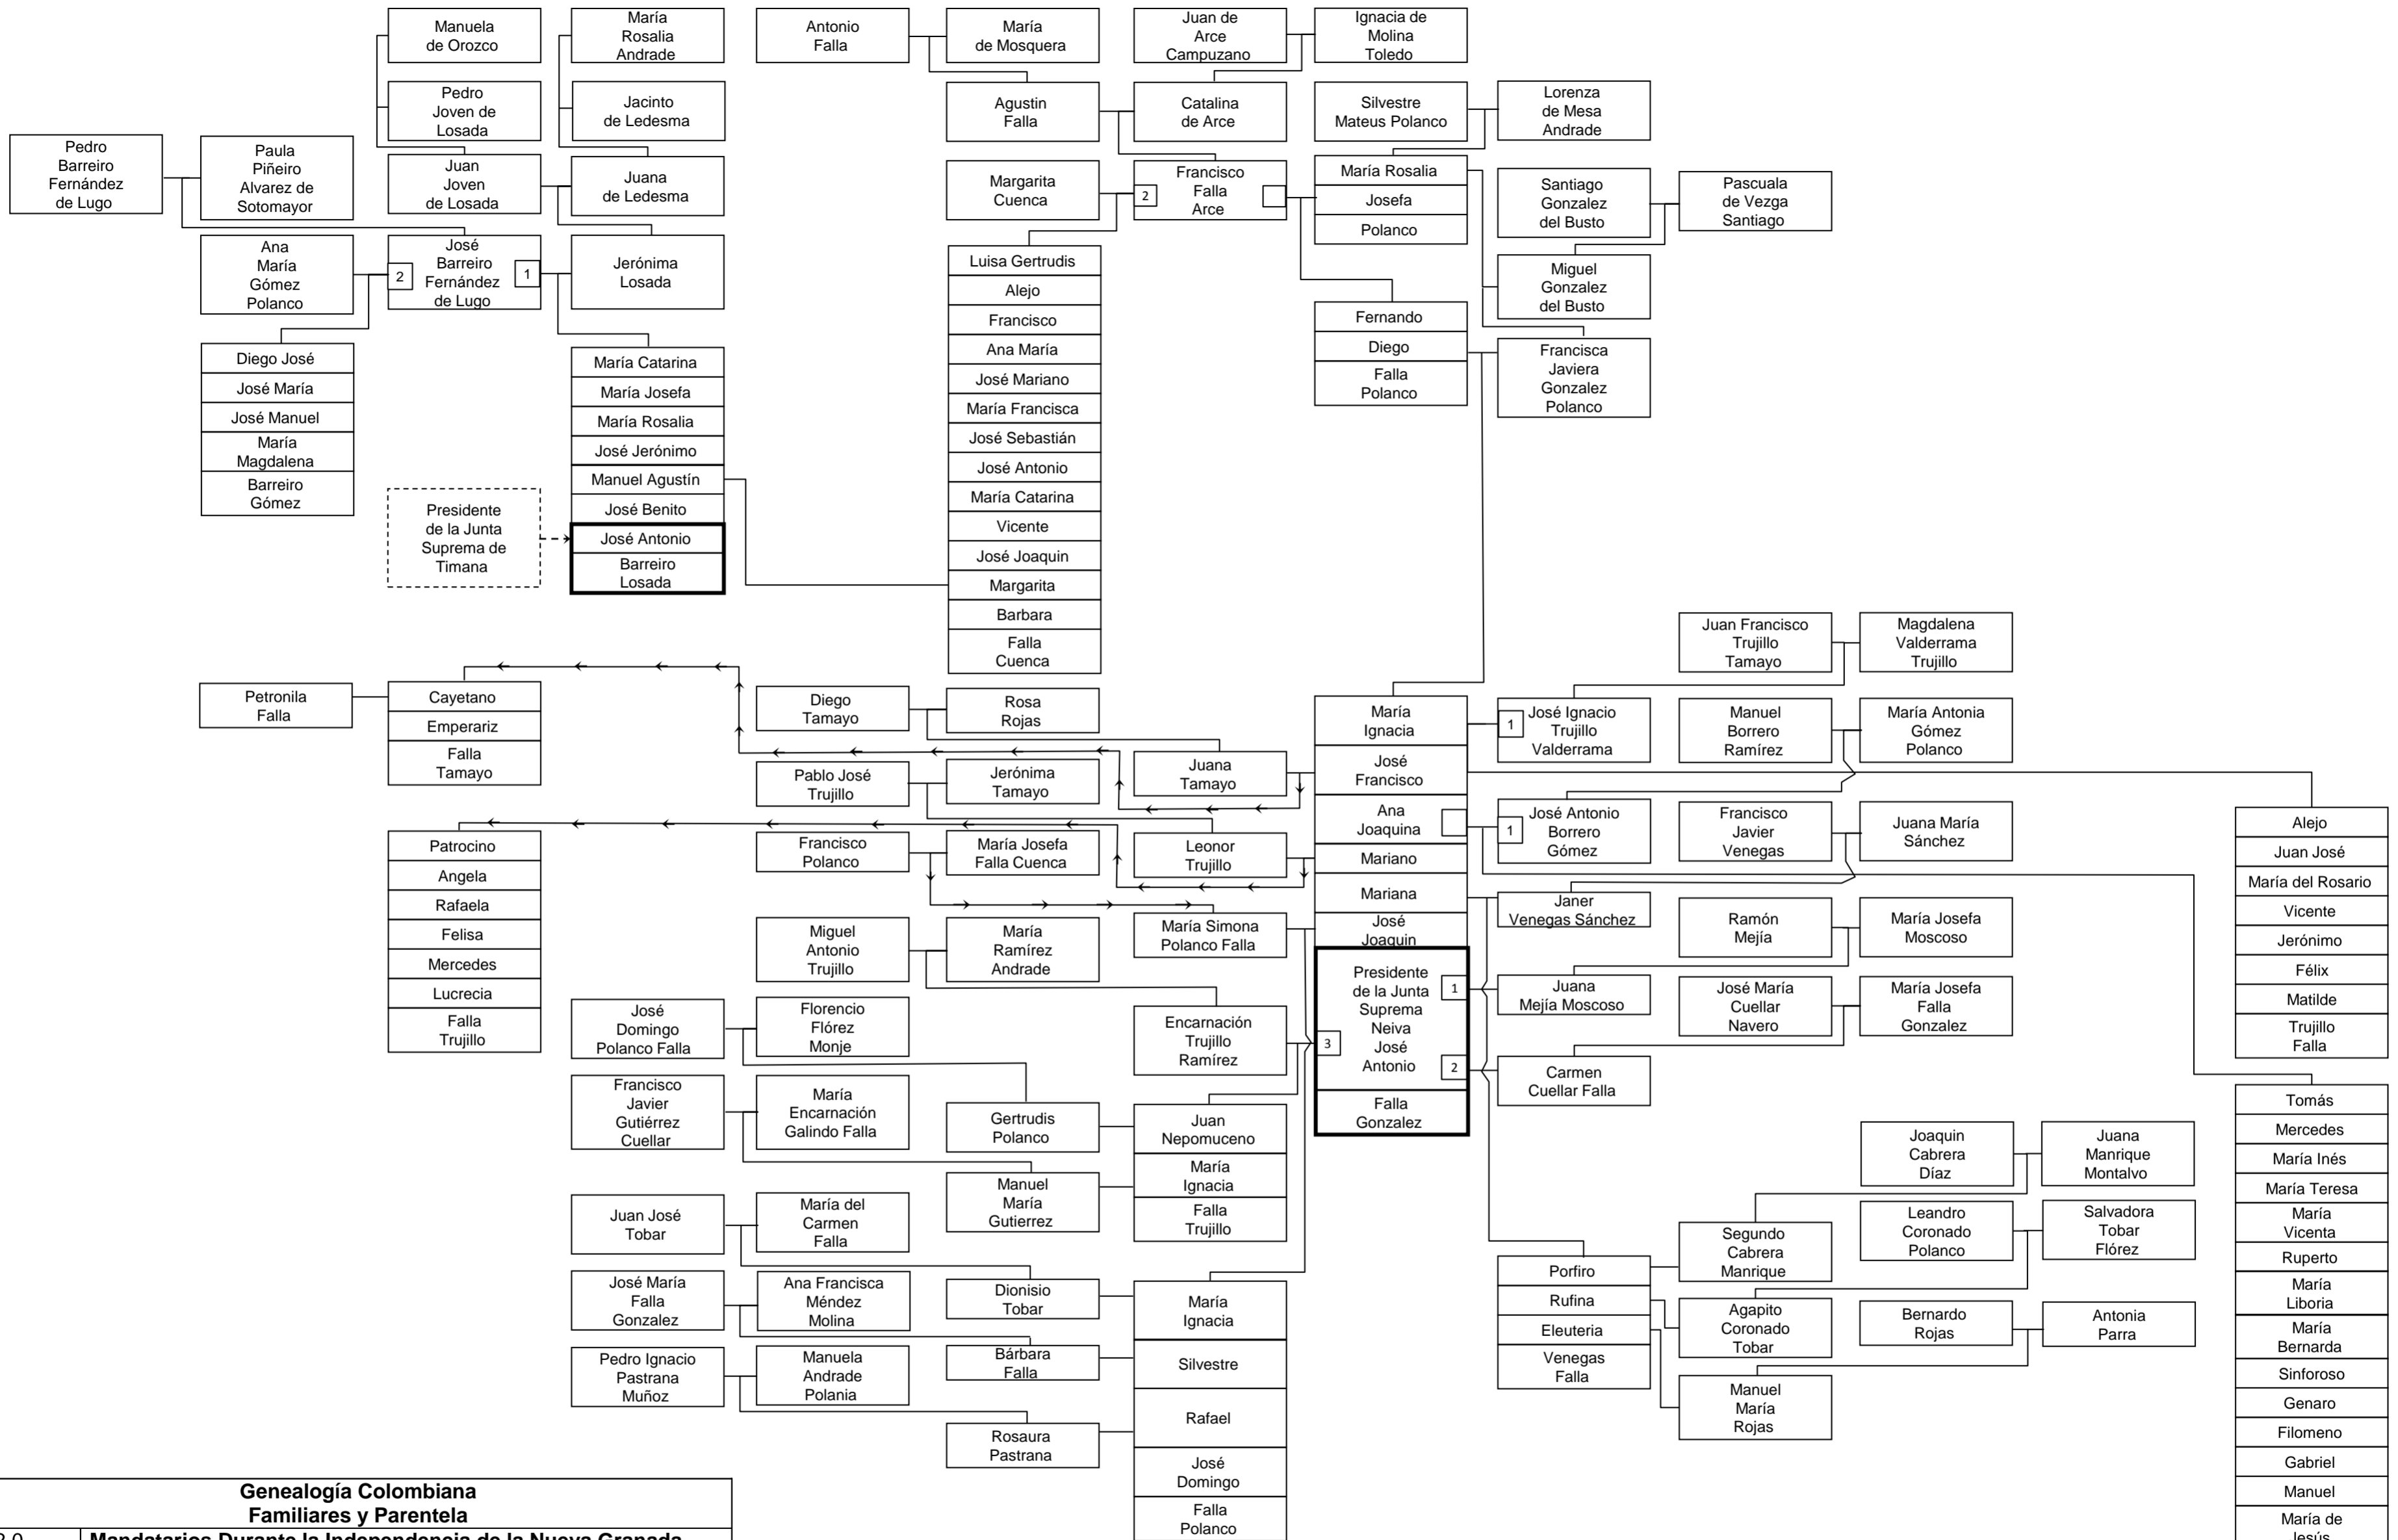 Manuela
de Orozco
María
Rosalia
Andrade
Antonio
Falla
María
de Mosquera
Juan de
Arce
Campuzano
Ignacia de
Molina
Toledo
Pedro
Joven de
Losada
Jacinto
de Ledesma
Agustin
Falla
Catalina
de Arce
Silvestre
Mateus Polanco
Lorenza
de Mesa
Andrade
Pedro
Barreiro
Fernández
de Lugo
Paula
Piñeiro
Alvarez de
Sotomayor
Juan
Joven
de Losada
Juana
de Ledesma
Margarita
Cuenca
2
Francisco
Falla
Arce
María Rosalia
Josefa
Polanco
Santiago
Gonzalez
del Busto
Pascuala
de Vezga
Santiago
Ana
María
Gómez
Polanco
2
José
Barreiro
Fernández
de Lugo
1
Jerónima
Losada
Miguel
Gonzalez
del Busto
Luisa Gertrudis
Alejo
Francisco
Ana María
José Mariano
María Francisca
José Sebastián
José Antonio
María Catarina
Vicente
José Joaquin
Margarita
Barbara
Falla
Cuenca
Fernando
Diego
Falla
Polanco
Francisca
Javiera
Gonzalez
Polanco
Diego José
José María
José Manuel
María
Magdalena
Barreiro
Gómez
María Catarina
María Josefa
María Rosalia
José Jerónimo
Manuel Agustín
José Benito
José Antonio
Barreiro
Losada
Presidente
de la Junta
Suprema de
Timana
Juan Francisco
Trujillo
Tamayo
Magdalena
Valderrama
Trujillo
Petronila
Falla
Cayetano
Emperariz
Falla
Tamayo
Diego
Tamayo
Rosa
Rojas
María
Ignacia
José
Francisco
Ana
Joaquina
Mariano
Mariana
José
Joaquin
Presidente
de la Junta
Suprema
Neiva
José
Antonio
1
2
3
Falla
Gonzalez
1
José Ignacio
Trujillo
Valderrama
Manuel
Borrero
Ramírez
María Antonia
Gómez
Polanco
Pablo José
Trujillo
Jerónima
Tamayo
Juana
Tamayo
1
José Antonio
Borrero
Gómez
Francisco
Javier
Venegas
Juana María
Sánchez
Alejo
Juan José
María del Rosario
Vicente
Jerónimo
Félix
Matilde
Trujillo
Falla
Patrocino
Angela
Rafaela
Felisa
Mercedes
Lucrecia
Falla
Trujillo
Francisco
Polanco
María Josefa
Falla Cuenca
Leonor
Trujillo
Janer
Venegas Sánchez
Ramón
Mejía
María Josefa
Moscoso
Miguel
Antonio
Trujillo
María
Ramírez
Andrade
María Simona
Polanco Falla
Juana
Mejía Moscoso
José María
Cuellar
Navero
María Josefa
Falla
Gonzalez
José
Domingo
Polanco Falla
Florencio
Flórez
Monje
Encarnación
Trujillo
Ramírez
Carmen
Cuellar Falla
Francisco
Javier
Gutiérrez
Cuellar
María
Encarnación
Galindo Falla
Gertrudis
Polanco
Juan
Nepomuceno
María
Ignacia
Falla
Trujillo
Manuel
María
Gutierrez
Joaquin
Cabrera
Díaz
Juana
Manrique
Montalvo
Tomás
Mercedes
María Inés
María Teresa
María
Vicenta
Ruperto
María
Liboria
María
Bernarda
Sinforoso
Genaro
Filomeno
Gabriel
Manuel
María de
Jesús
Juan José
Tobar
María del
Carmen
Falla
Segundo
Cabrera
Manrique
Leandro
Coronado
Polanco
Salvadora
Tobar
Flórez
José María
Falla
Gonzalez
Ana Francisca
Méndez
Molina
Dionisio
Tobar
María
Ignacia
Silvestre
Rafael
José
Domingo
Falla
Polanco
Porfiro
Rufina
Eleuteria
Venegas
Falla
Agapito
Coronado
Tobar
Bernardo
Rojas
Antonia
Parra
Pedro Ignacio
Pastrana
Muñoz
Manuela
Andrade
Polania
Bárbara
Falla
Manuel
María
Rojas
Rosaura
Pastrana
Genealogía Colombiana
Familiares y Parentela
Mandatarios Durante la Independencia de la Nueva Granada